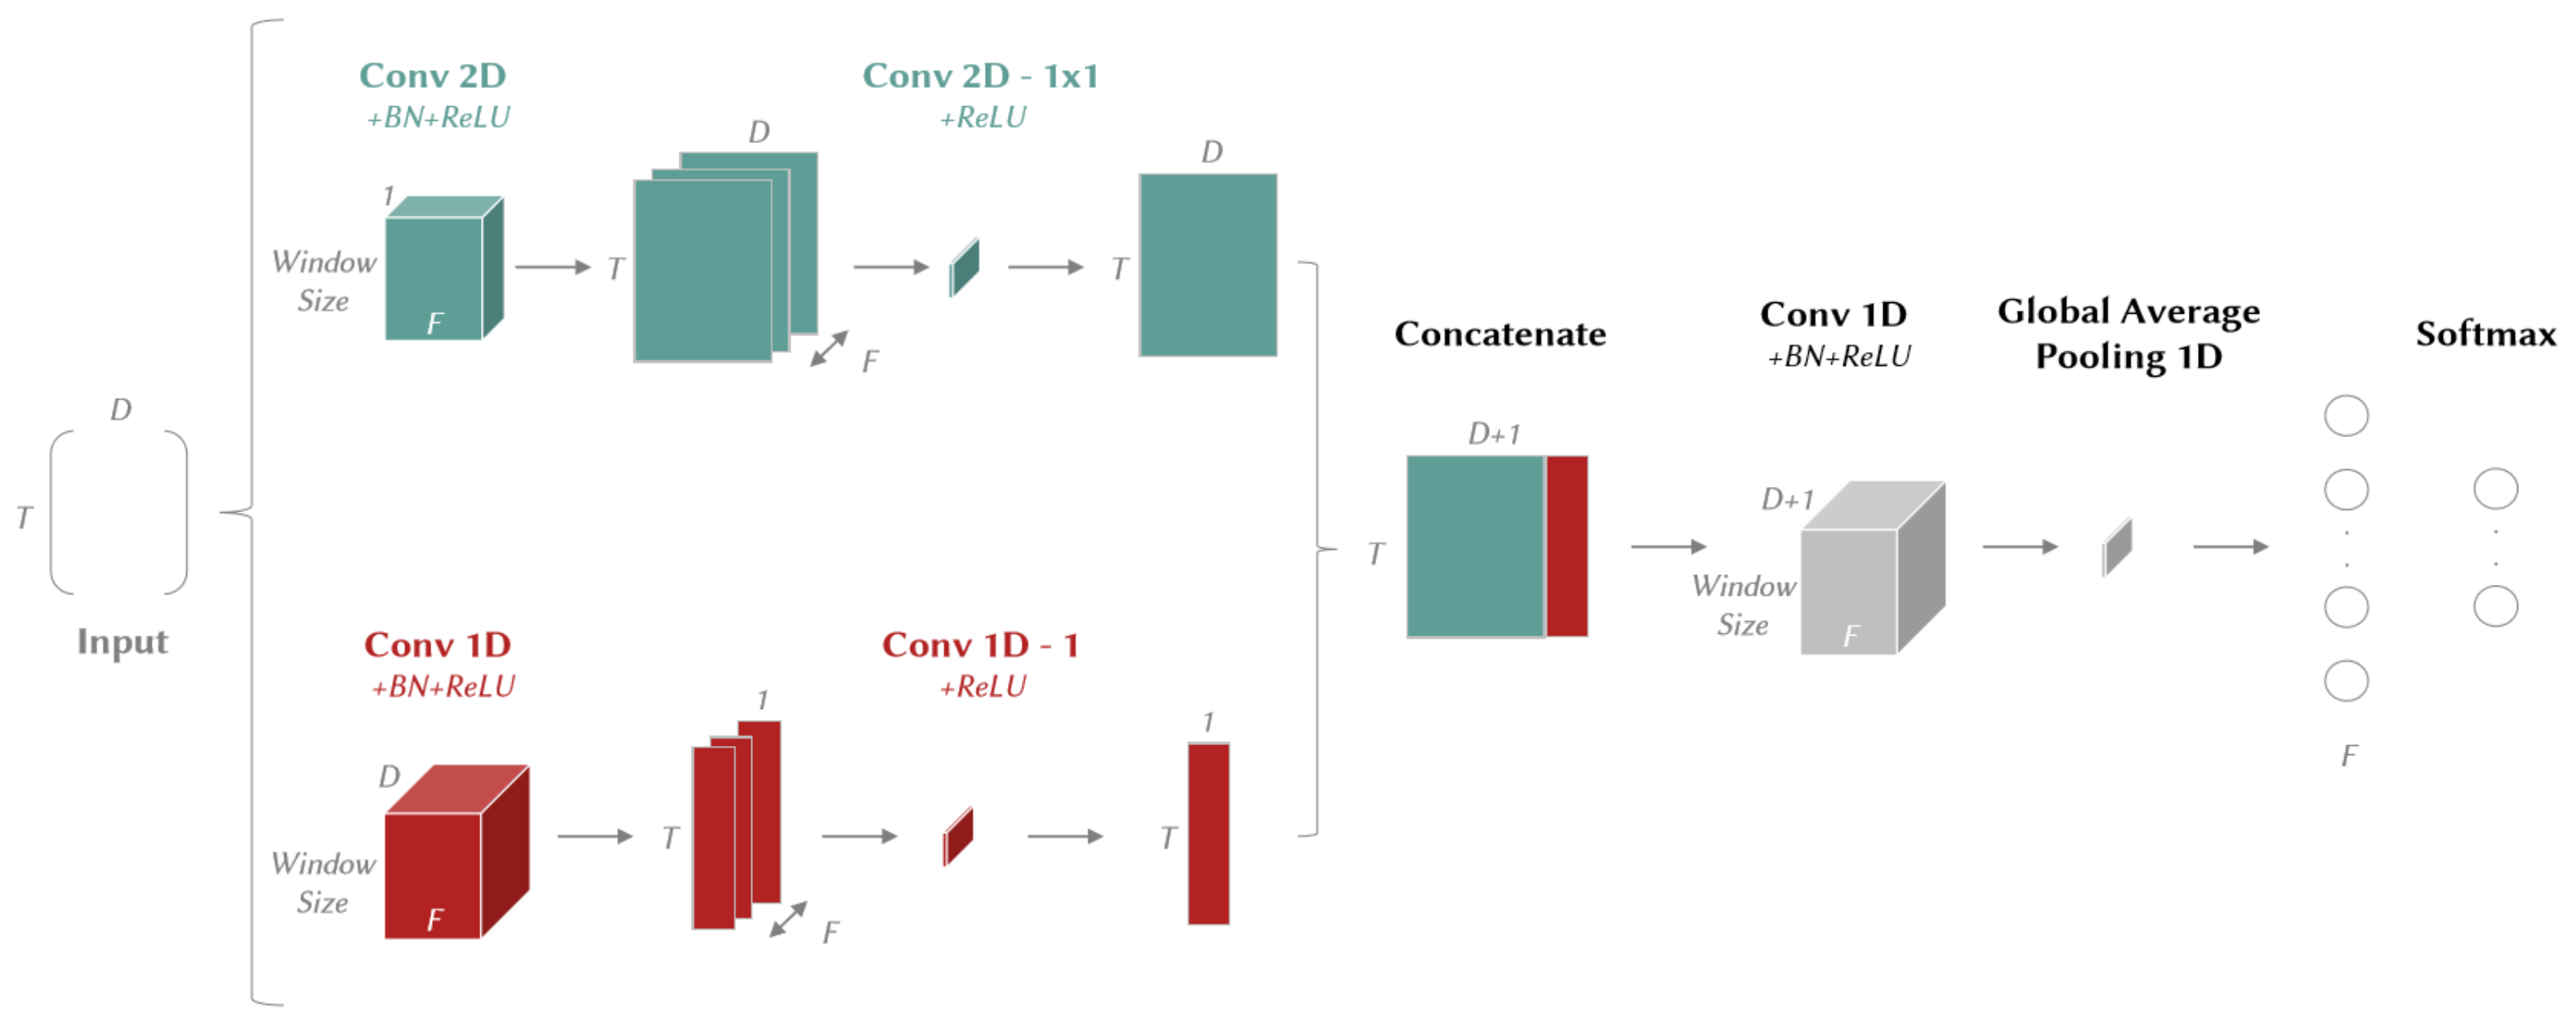 D
T
Input
Conv 2D
+BN+ReLU
1
Window
Size
F
D
T
F
Conv 2D - 1x1
+ReLU
D
T
Conv 1D
+BN+ReLU
D
Window
Size
F
1
T
F
Conv 1D - 1
+ReLU
1
T
Concatenate
D+1
T
Conv 1D
+BN+ReLU
D+1
Window
Size
F
Global Average
Pooling 1D
F
Softmax